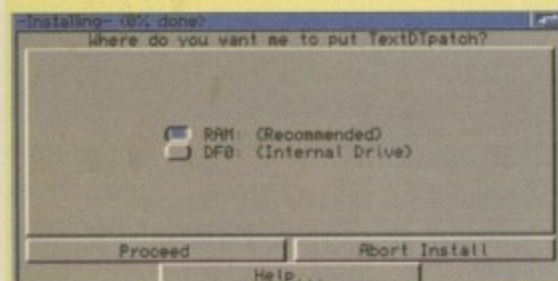 -Installing- (0% done)
Where do you want me to put TextDTpatch?
RAM: (Recommended)
DF0: (Internal Drive)
Proceed
Abort Install
Help...